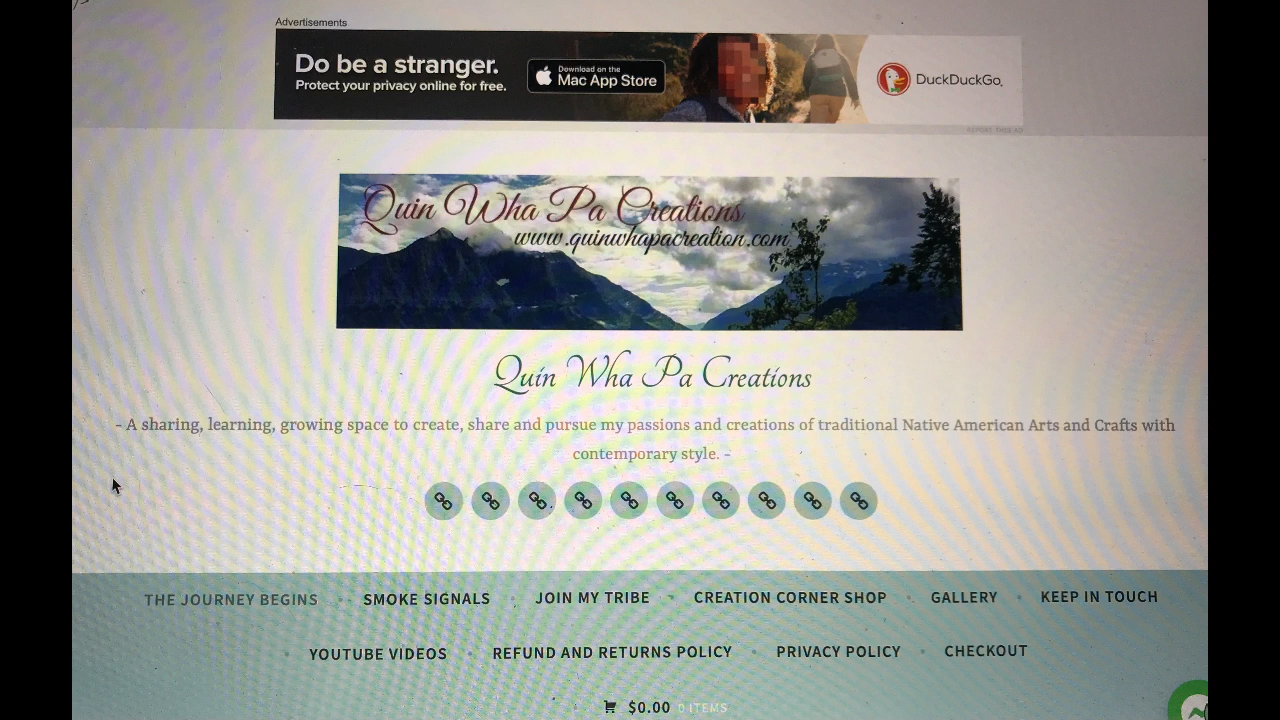 Advertisements
Do be a stranger.
Protect your privacy online for free.
Download on the
Mac App Store
DuckDuckGo.
REPORT THIS AD
Quin Wha Pa Creations
www.quinwhapacreation.com
Quin Wha Pa Creations
- A sharing, learning, growing space to create, share and pursue my passions and creations of traditional Native American Arts and Crafts with
contemporary style. -
THE JOURNEY BEGINS SMOKE SIGNALS JOIN MY TRIBE CREATION CORNER SHOP GALLERY KEEP IN TOUCH
YOUTUBE VIDEOS REFUND AND RETURNS POLICY PRIVACY POLICY CHECKOUT
$0.00 0 ITEMS